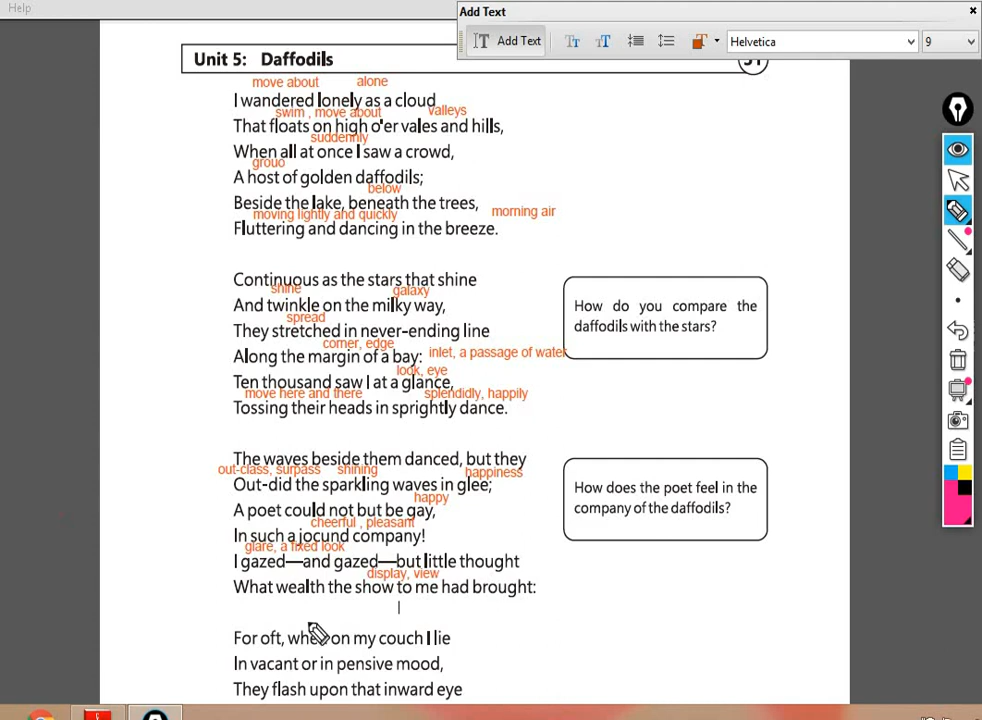 Help
Add Text
Add Text
Helvetica
9
Unit 5: Daffodils
51
move about alone
I wandered lonely as a cloud
swim , move about valleys
That floats on high o'er vales and hills,
suddennly
When all at once I saw a crowd,
grouo
A host of golden daffodils;
below
Beside the lake, beneath the trees,
moving lightly and quickly morning air
Fluttering and dancing in the breeze.
Continuous as the stars that shine
shine galaxy
And twinkle on the milky way,
spread
They stretched in never-ending line
corner, edge inlet, a passage of water
Along the margin of a bay:
look, eye
Ten thousand saw I at a glance,
move here and there splendidly, happily
Tossing their heads in sprightly dance.
How do you compare the
daffodils with the stars?
The waves beside them danced, but they
out-class, surpass shining happiness
Out-did the sparkling waves in glee;
happy
A poet could not but be gay,
cheerful , pleasant
In such a jocund company!
glare, a fixed look
I gazed—and gazed—but little thought
display, view
What wealth the show to me had brought:
How does the poet feel in the
company of the daffodils?
For oft, when on my couch I lie
In vacant or in pensive mood,
They flash upon that inward eye